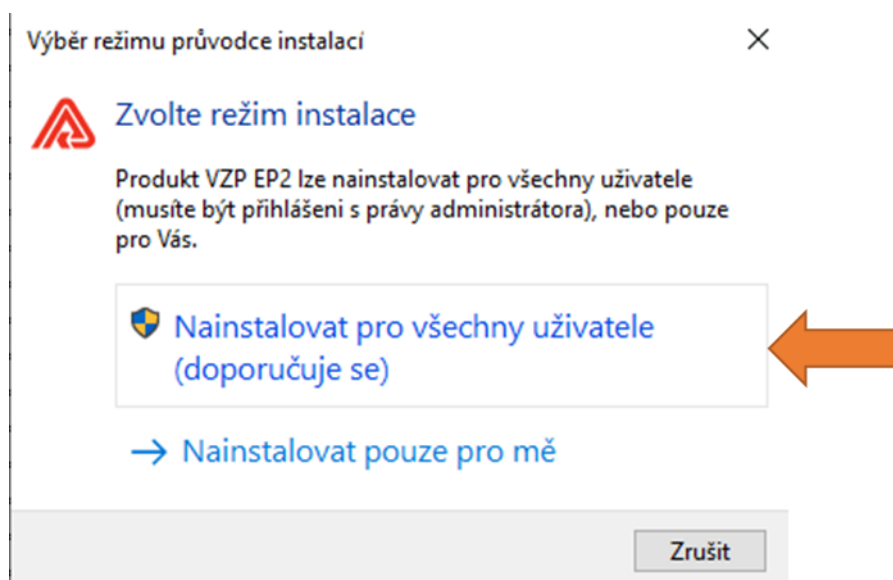 Výběr režimu průvodce instalací
Zvolte režim instalace
Produkt VZP EP2 lze nainstalovat pro všechny uživatele
(musíte být přihlášeni s právy administrátora), nebo pouze
pro Vás.
Nainstalovat pro všechny uživatele
(doporučuje se)
Nainstalovat pouze pro mě
Zrušit